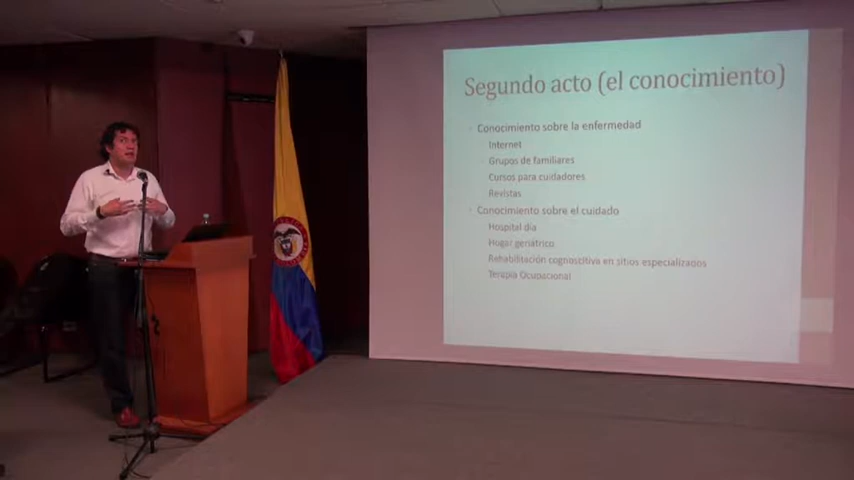 Segundo acto (el conocimiento)
Conocimiento sobre la enfermedad
Internet
Grupos de familiares
Cursos para cuidadores
Revistas
Conocimiento sobre el cuidado
Hospital día
Hogar geriátrico
Rehabilitación cognoscitiva en sitios especializados
Terapia Ocupacional